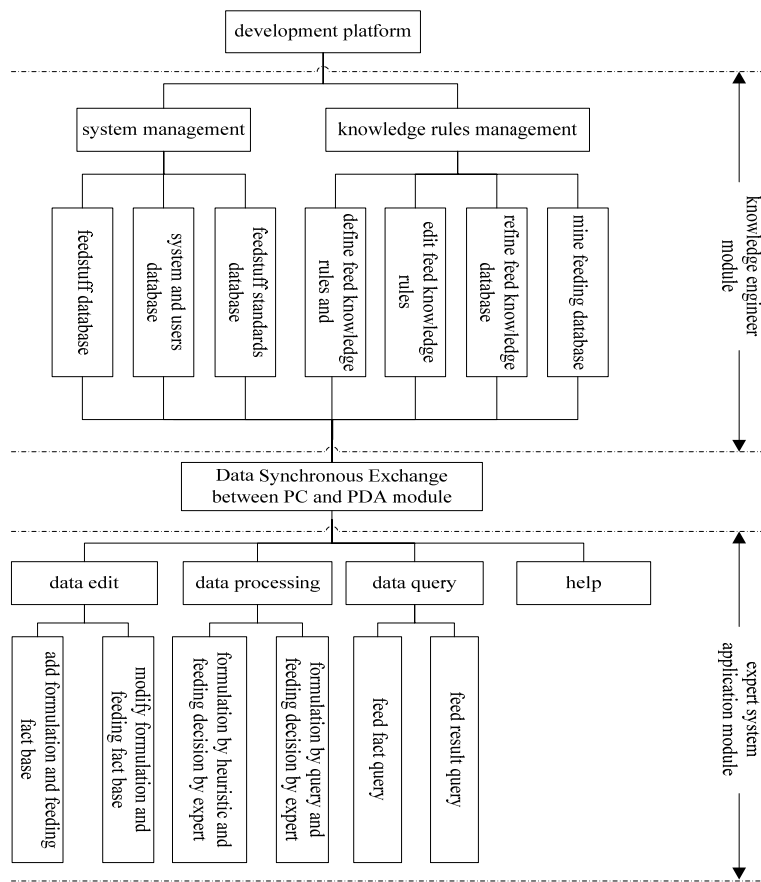 development platform
system management
knowledge rules management
feedstuff database
system and users
database
feedstuff standards
database
define feed knowledge
rules and
edit feed knowledge
rules
refine feed knowledge
database
mine feeding database
knowledge engineer
module
Data Synchronous Exchange
between PC and PDA module
data edit
data processing
data query
help
add formulation and feeding
fact base
modify formulation and
feeding fact base
formulation by heuristic and
feeding decision by expert
formulation by query and
feeding decision by expert
feed fact query
feed result query
expert system
application module